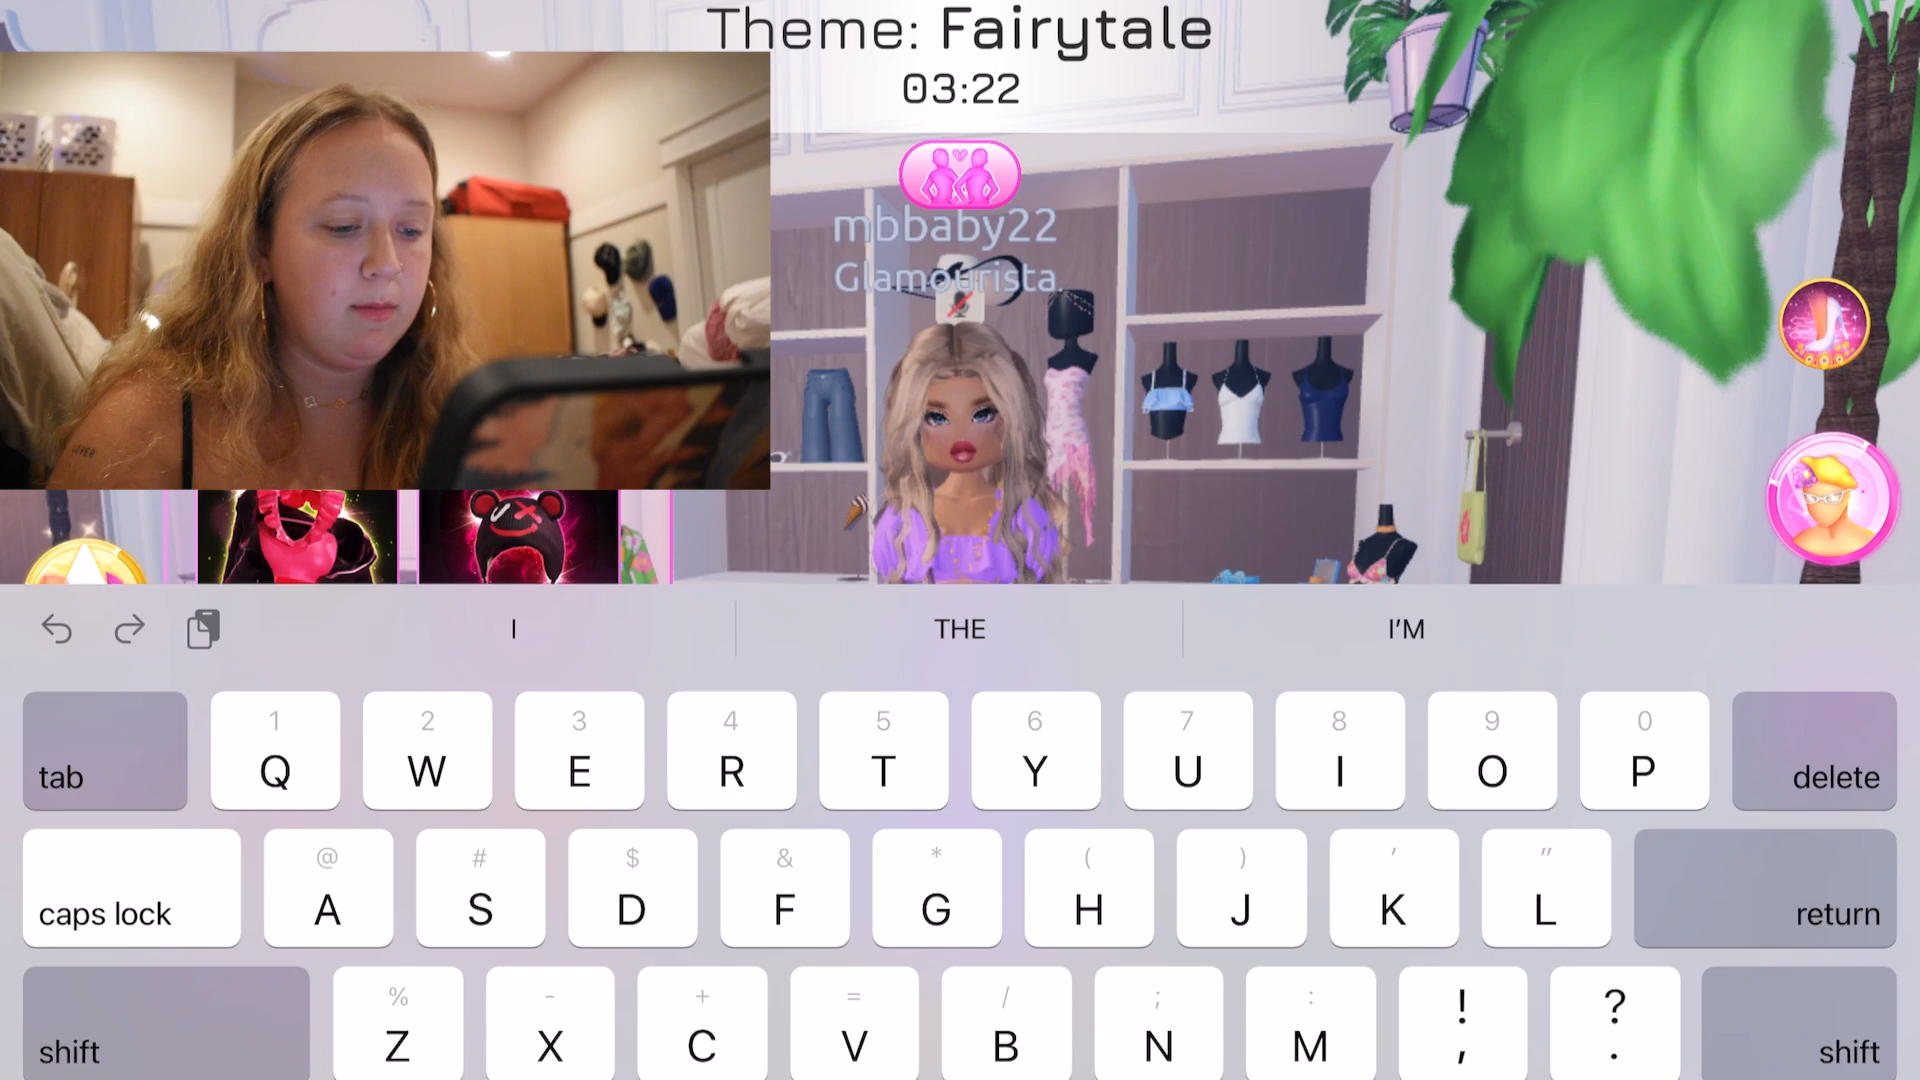 Theme: Fairytale
03:22
mbbaby22
Glamourista
I THE I'M
tab 1 Q 2 W 3 E 4 R 5 T 6 Y 7 U 8 I 9 O 0 P delete
caps lock @ A # S $ D & F * G ( H ) J ' K " L return
shift % Z - X + C = V / B ; N : M ! , ? . shift